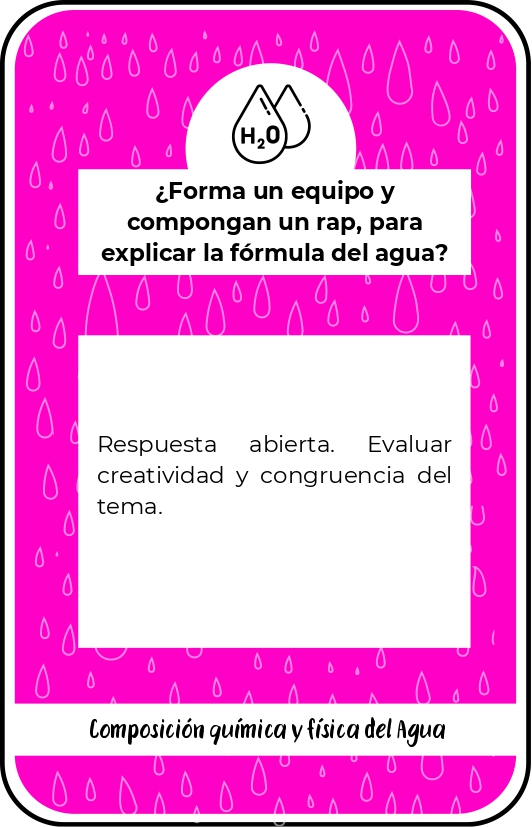 H₂O
¿Forma un equipo y
compongan un rap, para
explicar la fórmula del agua?
Respuesta abierta. Evaluar
creatividad y congruencia del
tema.
Composición química y física del Agua